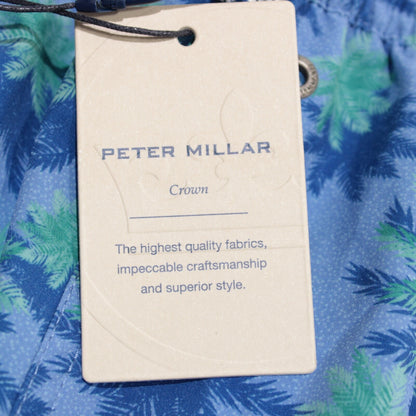 PETER MILLAR
Crown
The highest quality fabrics,
impeccable craftsmanship
and superior style.